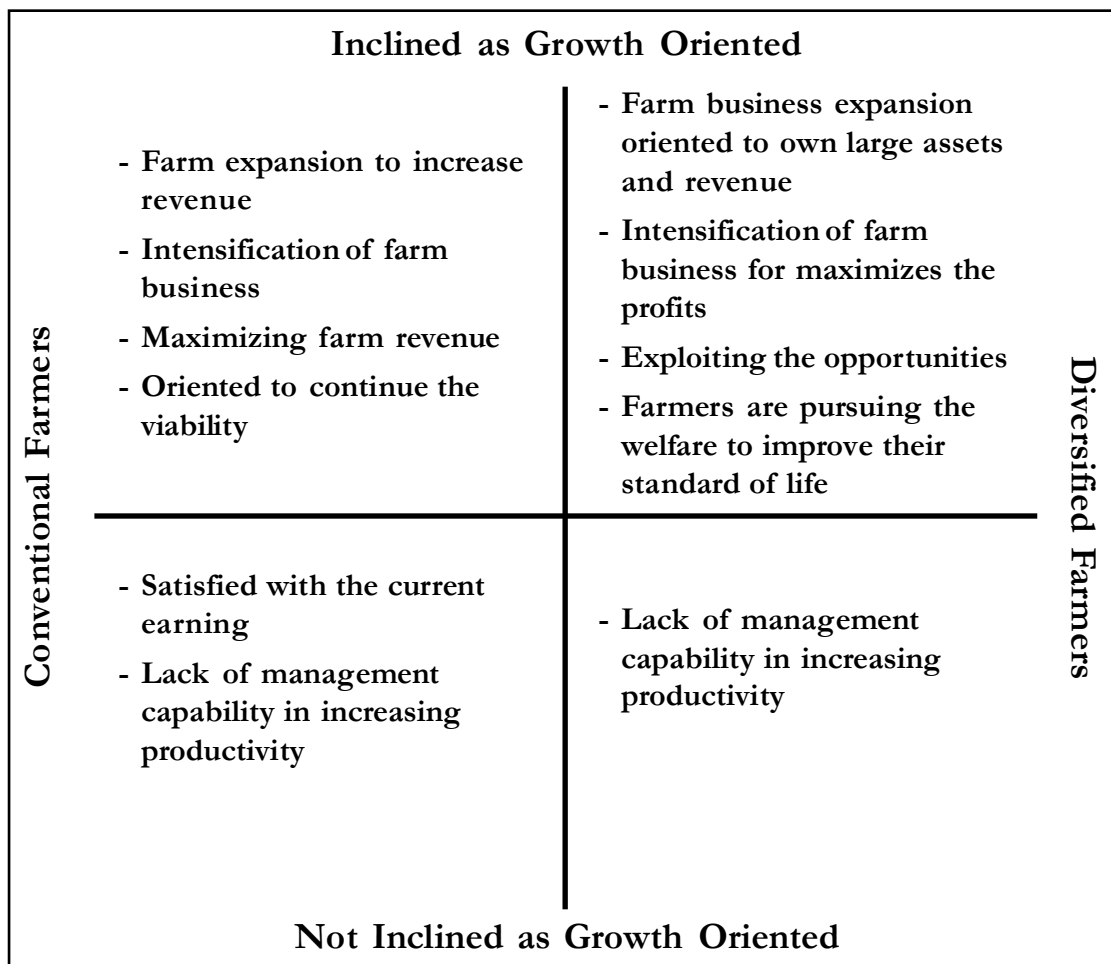 Inclined as Growth Oriented
Conventional Farmers
- Farm expansion to increase
revenue
- Intensification of farm
business
- Maximizing farm revenue
- Oriented to continue the
viability
- Farm business expansion
oriented to own large assets
and revenue
- Intensification of farm
business for maximizes the
profits
- Exploiting the opportunities
- Farmers are pursuing the
welfare to improve their
standard of life
Diversified Farmers
- Satisfied with the current
earning
- Lack of management
capability in increasing
productivity
- Lack of management
capability in increasing
productivity
Not Inclined as Growth Oriented